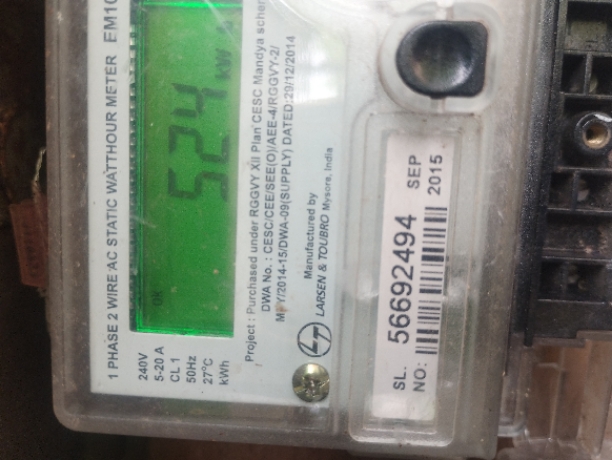 1 PHASE 2 WIRE AC STATIC WATTHOUR METER EM10
OK
524 kW
240V
5-20 A
CL 1
50Hz
27°C
kWh
Project : Purchased under RGGVY XII Plan CESC Mandya
DWA No. : CESC/CEE/SEE(O)/AEE-4/RGGVY-2/
/2014-15/DWA-09(SUPPLY) DATED:29/12/2014
Manufactured by
LARSEN & TOUBRO Mysore, India
SL. 56692494 SEP
NO: 2015